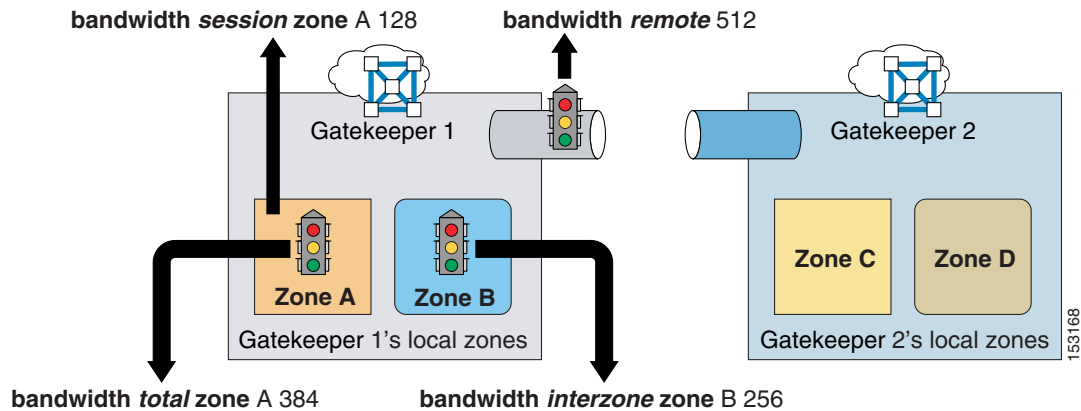 bandwidth session zone A 128
bandwidth remote 512
Gatekeeper 1
Gatekeeper 2
Zone A
Zone B
Zone C
Zone D
Gatekeeper 1's local zones
Gatekeeper 2's local zones
153168
bandwidth total zone A 384
bandwidth interzone zone B 256